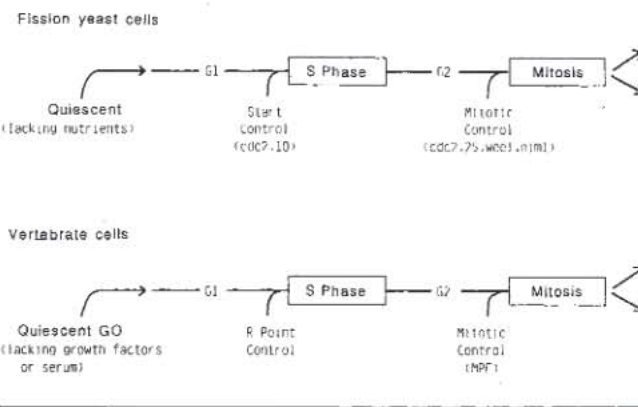 Fission yeast cells
G1
S Phase
G2
Mitosis
Quiescent
(lacking nutrients)
Start
Control
(cdc2.10)
Mitotic
Control
(cdc2.25.wee1.nim1)
Vertebrate cells
G1
S Phase
G2
Mitosis
Quiescent GO
(lacking growth factors
or serum)
R Point
Control
Mitotic
Control
(MPF)